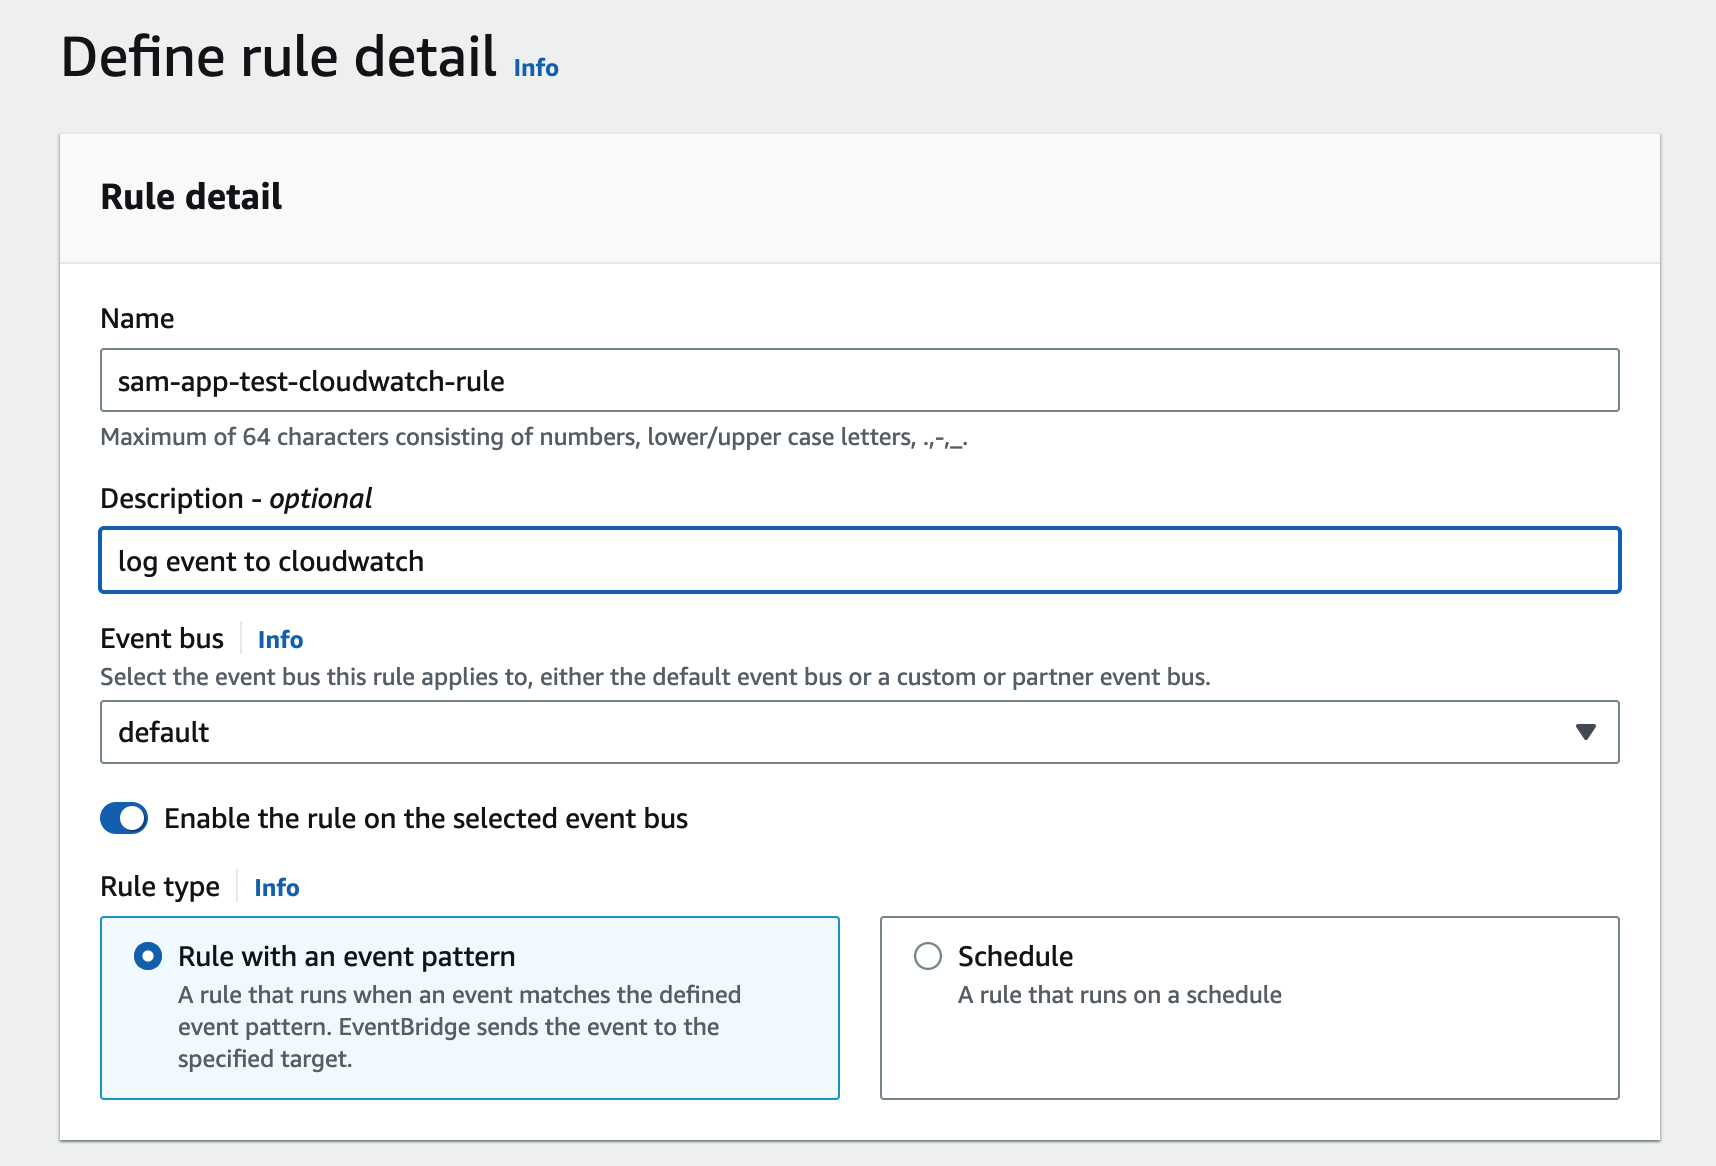 Define rule detail Info
Rule detail
Name
sam-app-test-cloudwatch-rule
Maximum of 64 characters consisting of numbers, lower/upper case letters, .,-,_.
Description - optional
log event to cloudwatch
Event bus Info
Select the event bus this rule applies to, either the default event bus or a custom or partner event bus.
default
Enable the rule on the selected event bus
Rule type Info
Rule with an event pattern
A rule that runs when an event matches the defined
event pattern. EventBridge sends the event to the
specified target.
Schedule
A rule that runs on a schedule